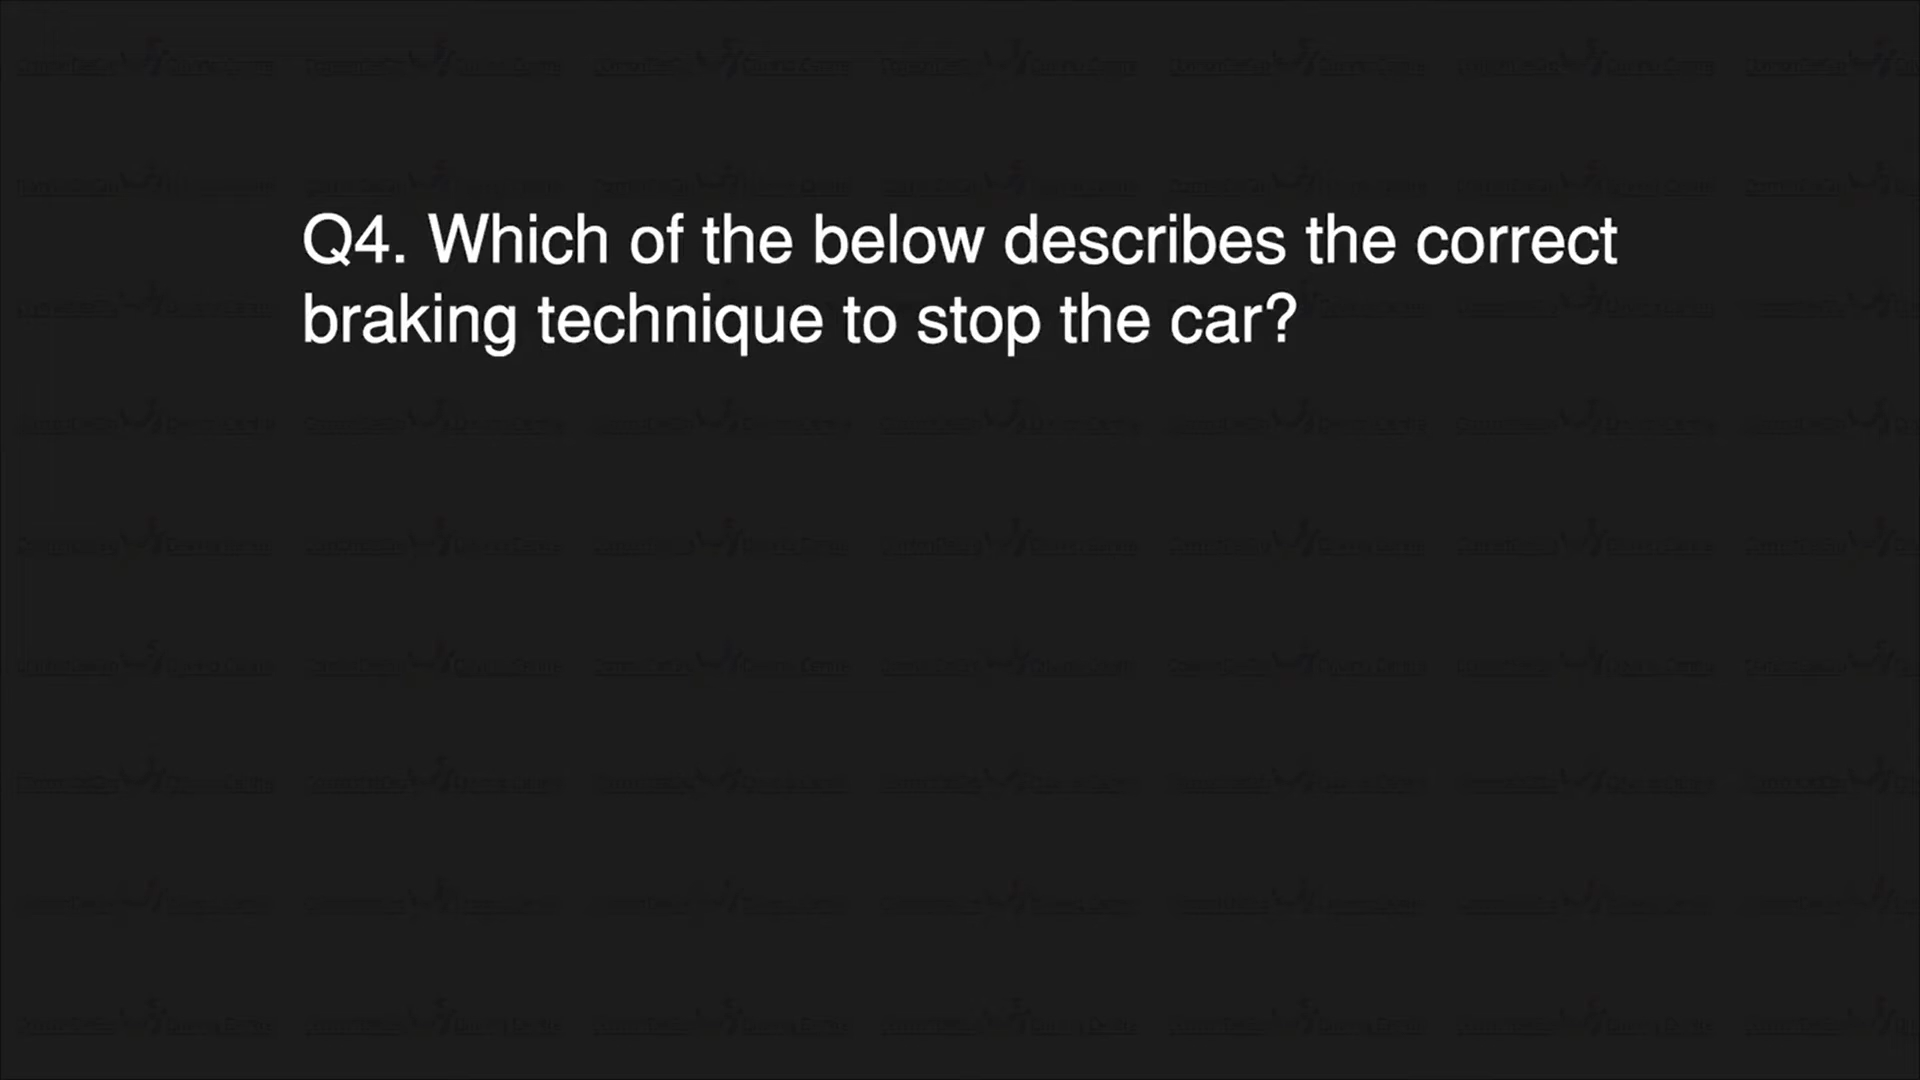 Q4. Which of the below describes the correct
braking technique to stop the car?